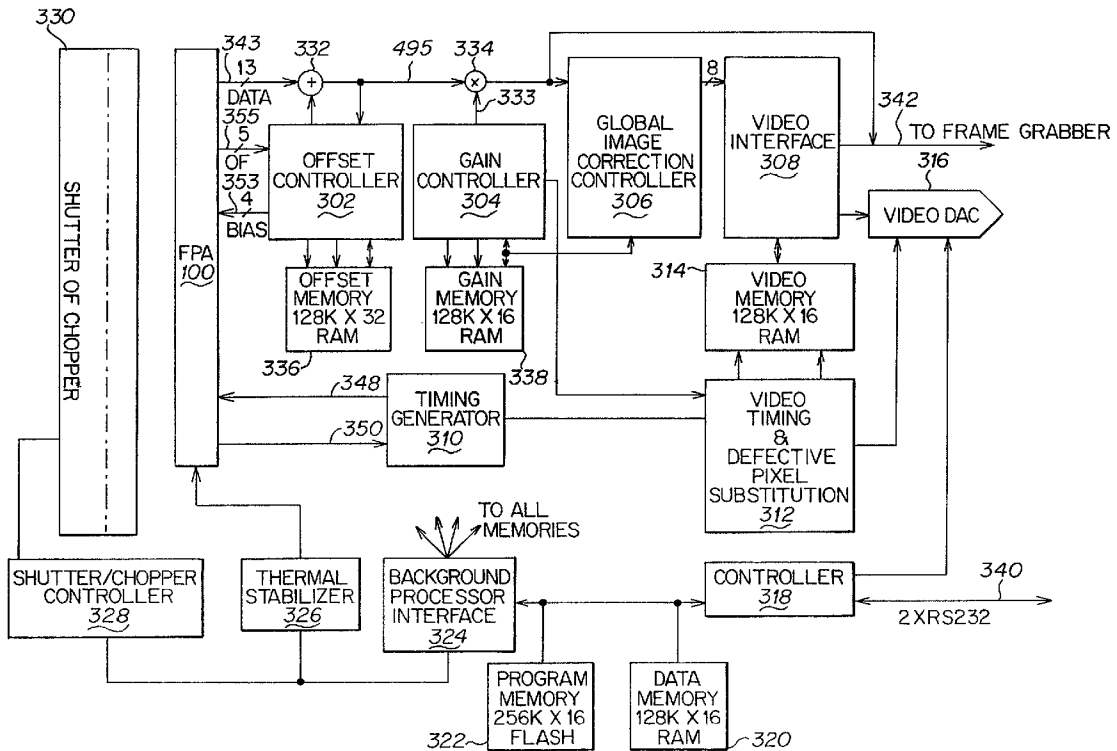 330
343
13
DATA
332
495
334
333
8
355
5
OF
353
4
BIAS
SHUTTER OF CHOPPER
FPA
100
OFFSET
CONTROLLER
302
GAIN
CONTROLLER
304
GLOBAL
IMAGE
CORRECTION
CONTROLLER
306
VIDEO
INTERFACE
308
342
TO FRAME GRABBER
316
VIDEO DAC
OFFSET
MEMORY
128K X 32
RAM
336
GAIN
MEMORY
128K X 16
RAM
338
314
VIDEO
MEMORY
128K X 16
RAM
348
350
TIMING
GENERATOR
310
VIDEO
TIMING
&
DEFECTIVE
PIXEL
SUBSTITUTION
312
TO ALL
MEMORIES
SHUTTER/CHOPPER
CONTROLLER
328
THERMAL
STABILIZER
326
BACKGROUND
PROCESSOR
INTERFACE
324
CONTROLLER
318
340
2XRS232
PROGRAM
MEMORY
256K X 16
FLASH
322
DATA
MEMORY
128K X 16
RAM
320